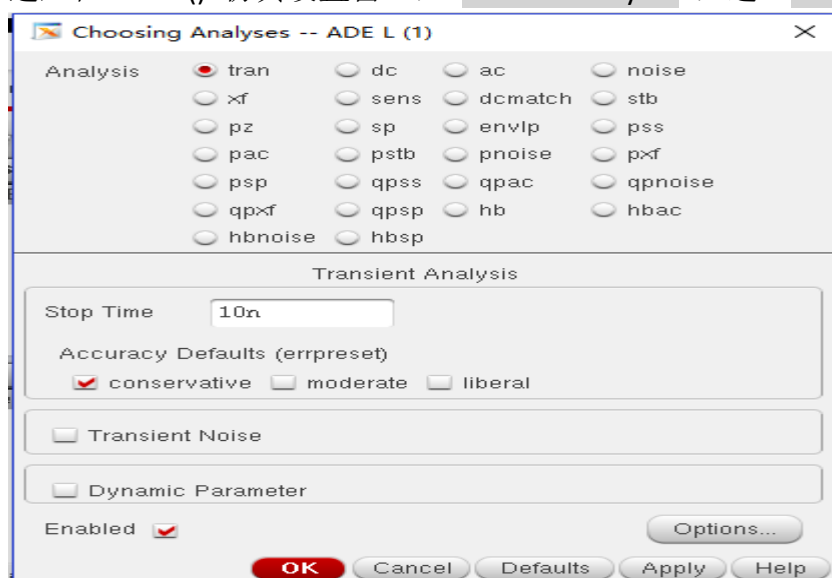 Choosing Analyses -- ADE L (1)
Analysis tran dc ac noise
xf sens dcmatch stb
pz sp envlp pss
pac pstb pnoise pxf
psp qpss qpac qpnoise
qpxf qpsp hb hbac
hbnoise hbsp
Transient Analysis
Stop Time 10n
Accuracy Defaults (errpreset)
conservative moderate liberal
Transient Noise
Dynamic Parameter
Enabled Options...
OK Cancel Defaults Apply Help